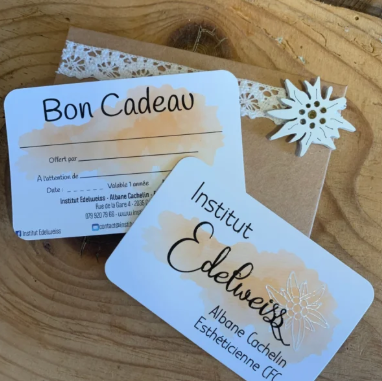 Bon Cadeau
Offert par
A l'attention de
Date : Valable 1 année
Institut Edelweiss - Albane Cachelin -
Rue de la Gare 4 -
Institut Edelweiss
Institut
Edelweiss
Albane Cachelin
Esthéticienne CFC